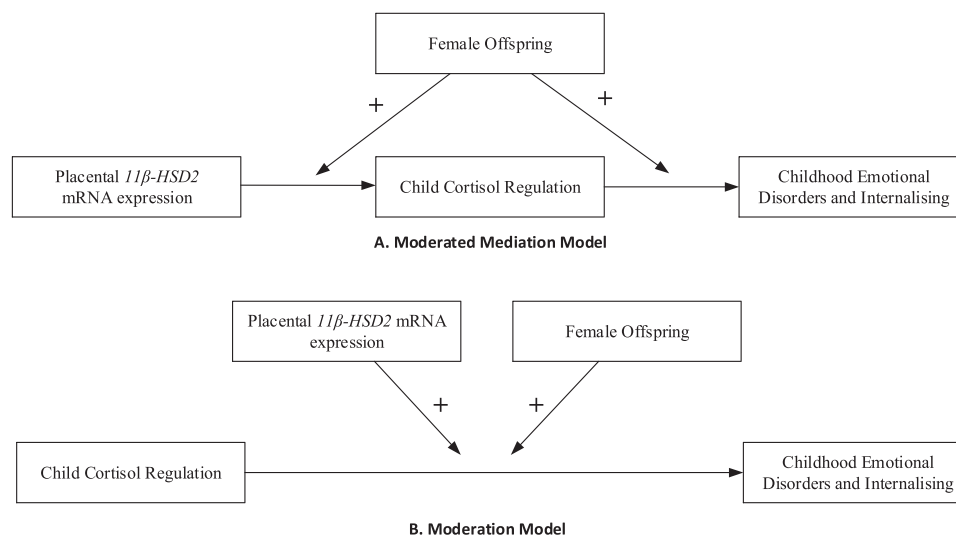 Female Offspring
+
+
Placental 11β-HSD2
mRNA expression
Child Cortisol Regulation
Childhood Emotional
Disorders and Internalising
A. Moderated Mediation Model
Placental 11β-HSD2 mRNA
expression
Female Offspring
+
+
Child Cortisol Regulation
Childhood Emotional
Disorders and Internalising
B. Moderation Model